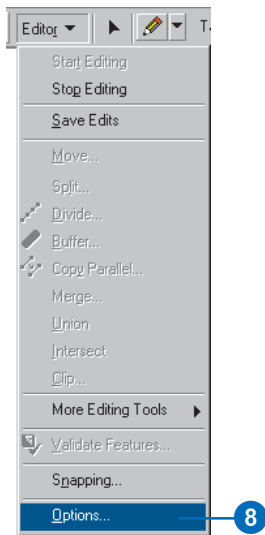 Editor
Start Editing
Stop Editing
Save Edits
Move...
Split...
Divide...
Buffer...
Copy Parallel...
Merge...
Union
Intersect
Clip...
More Editing Tools
Validate Features...
Snapping...
Options...
8